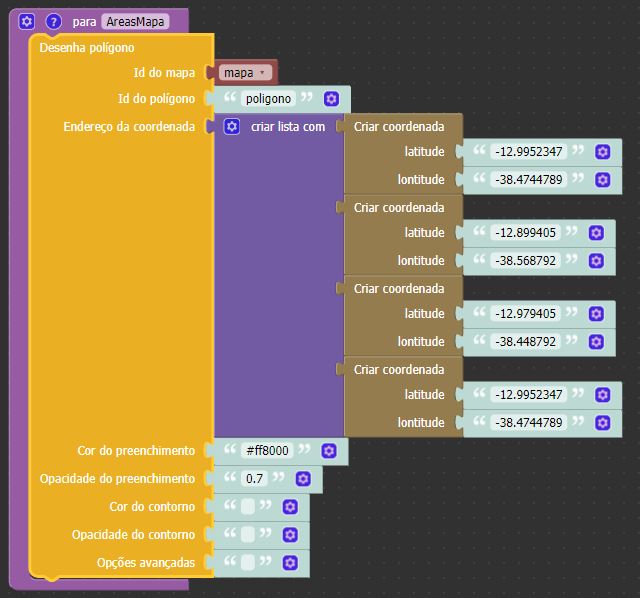 ? para AreasMapa
Desenha polígono
Id do mapa mapa
Id do polígono “ poligono ”
Endereço da coordenada criar lista com Criar coordenada
latitude “ -12.9952347 ”
lontitude “ -38.4744789 ”
Criar coordenada
latitude “ -12.899405 ”
lontitude “ -38.568792 ”
Criar coordenada
latitude “ -12.979405 ”
lontitude “ -38.448792 ”
Criar coordenada
latitude “ -12.9952347 ”
lontitude “ -38.4744789 ”
Cor do preenchimento “ #ff8000 ”
Opacidade do preenchimento “ 0.7 ”
Cor do contorno “ ”
Opacidade do contorno “ ”
Opções avançadas “ ”